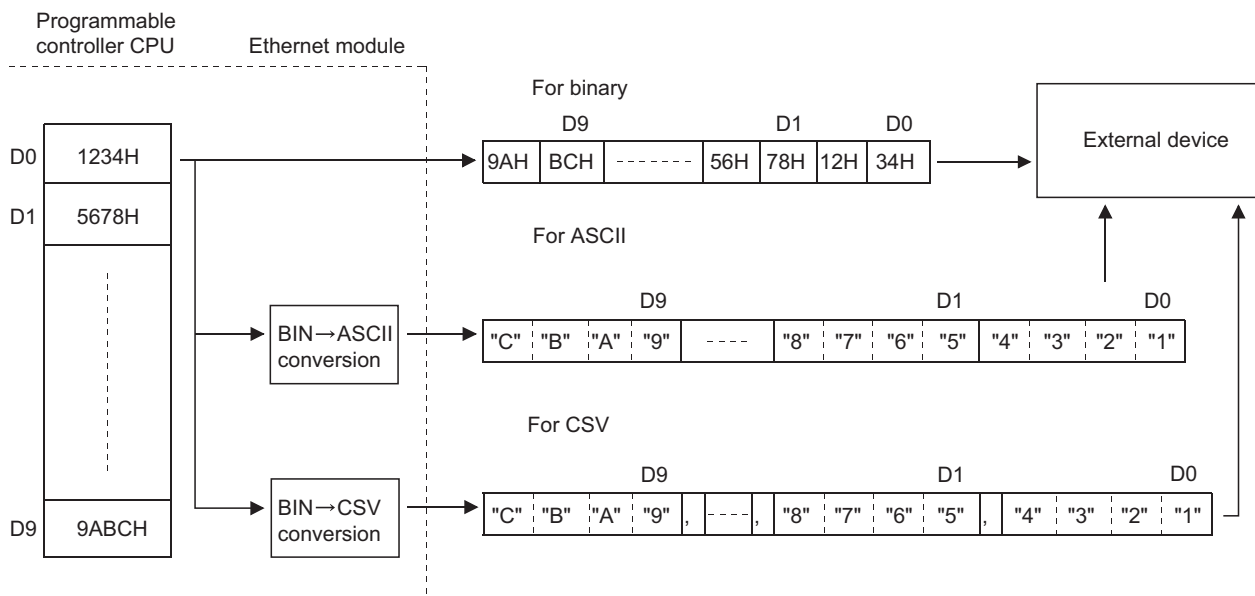 Programmable
controller CPU
Ethernet module
For binary
D9 D1 D0
D0 1234H
9AH BCH 56H 78H 12H 34H
External device
D1 5678H
For ASCII
D9 D1 D0
BIN→ASCII
conversion
"C" "B" "A" "9" "8" "7" "6" "5" "4" "3" "2" "1"
For CSV
D9 D1 D0
BIN→CSV
conversion
"C" "B" "A" "9" , , "8" "7" "6" "5" , "4" "3" "2" "1"
D9 9ABCH